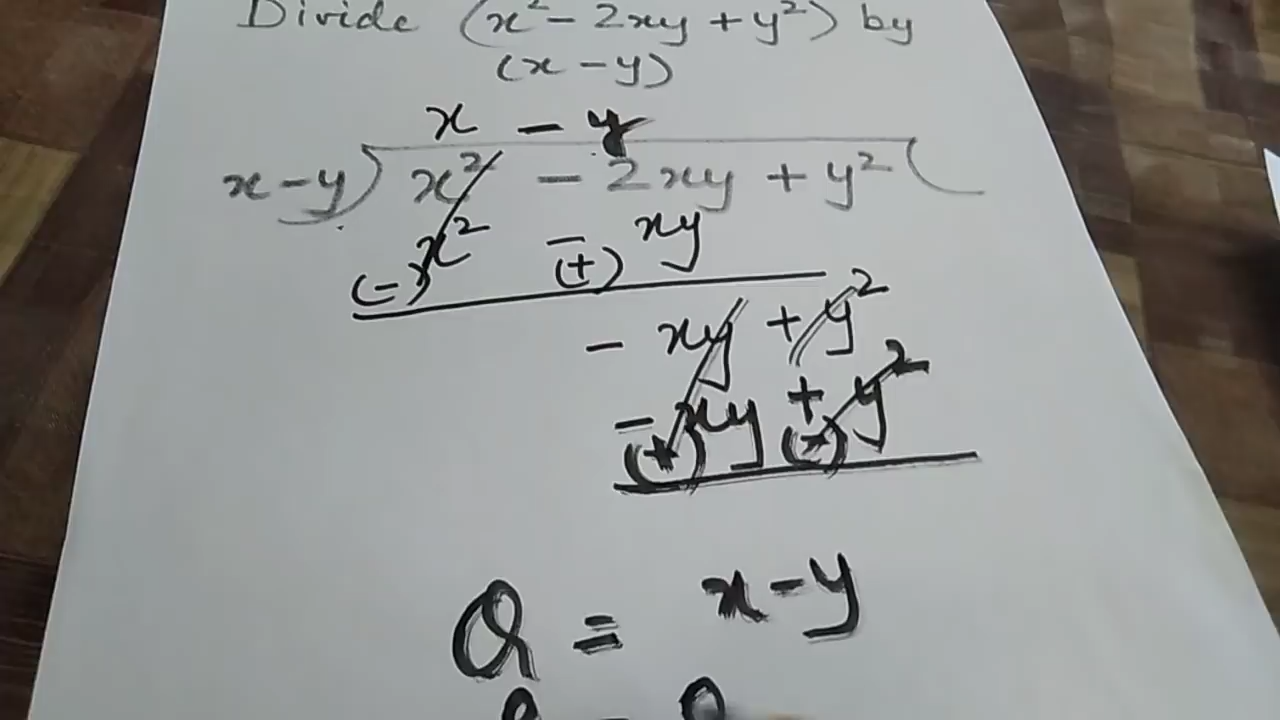 Divide (x² - 2xy + y²) by
(x - y)
x - y
x - y) x² - 2xy + y² (
x² - xy
(-) (+)
- xy + y²
- xy + y²
(+) (-)
Q = x - y